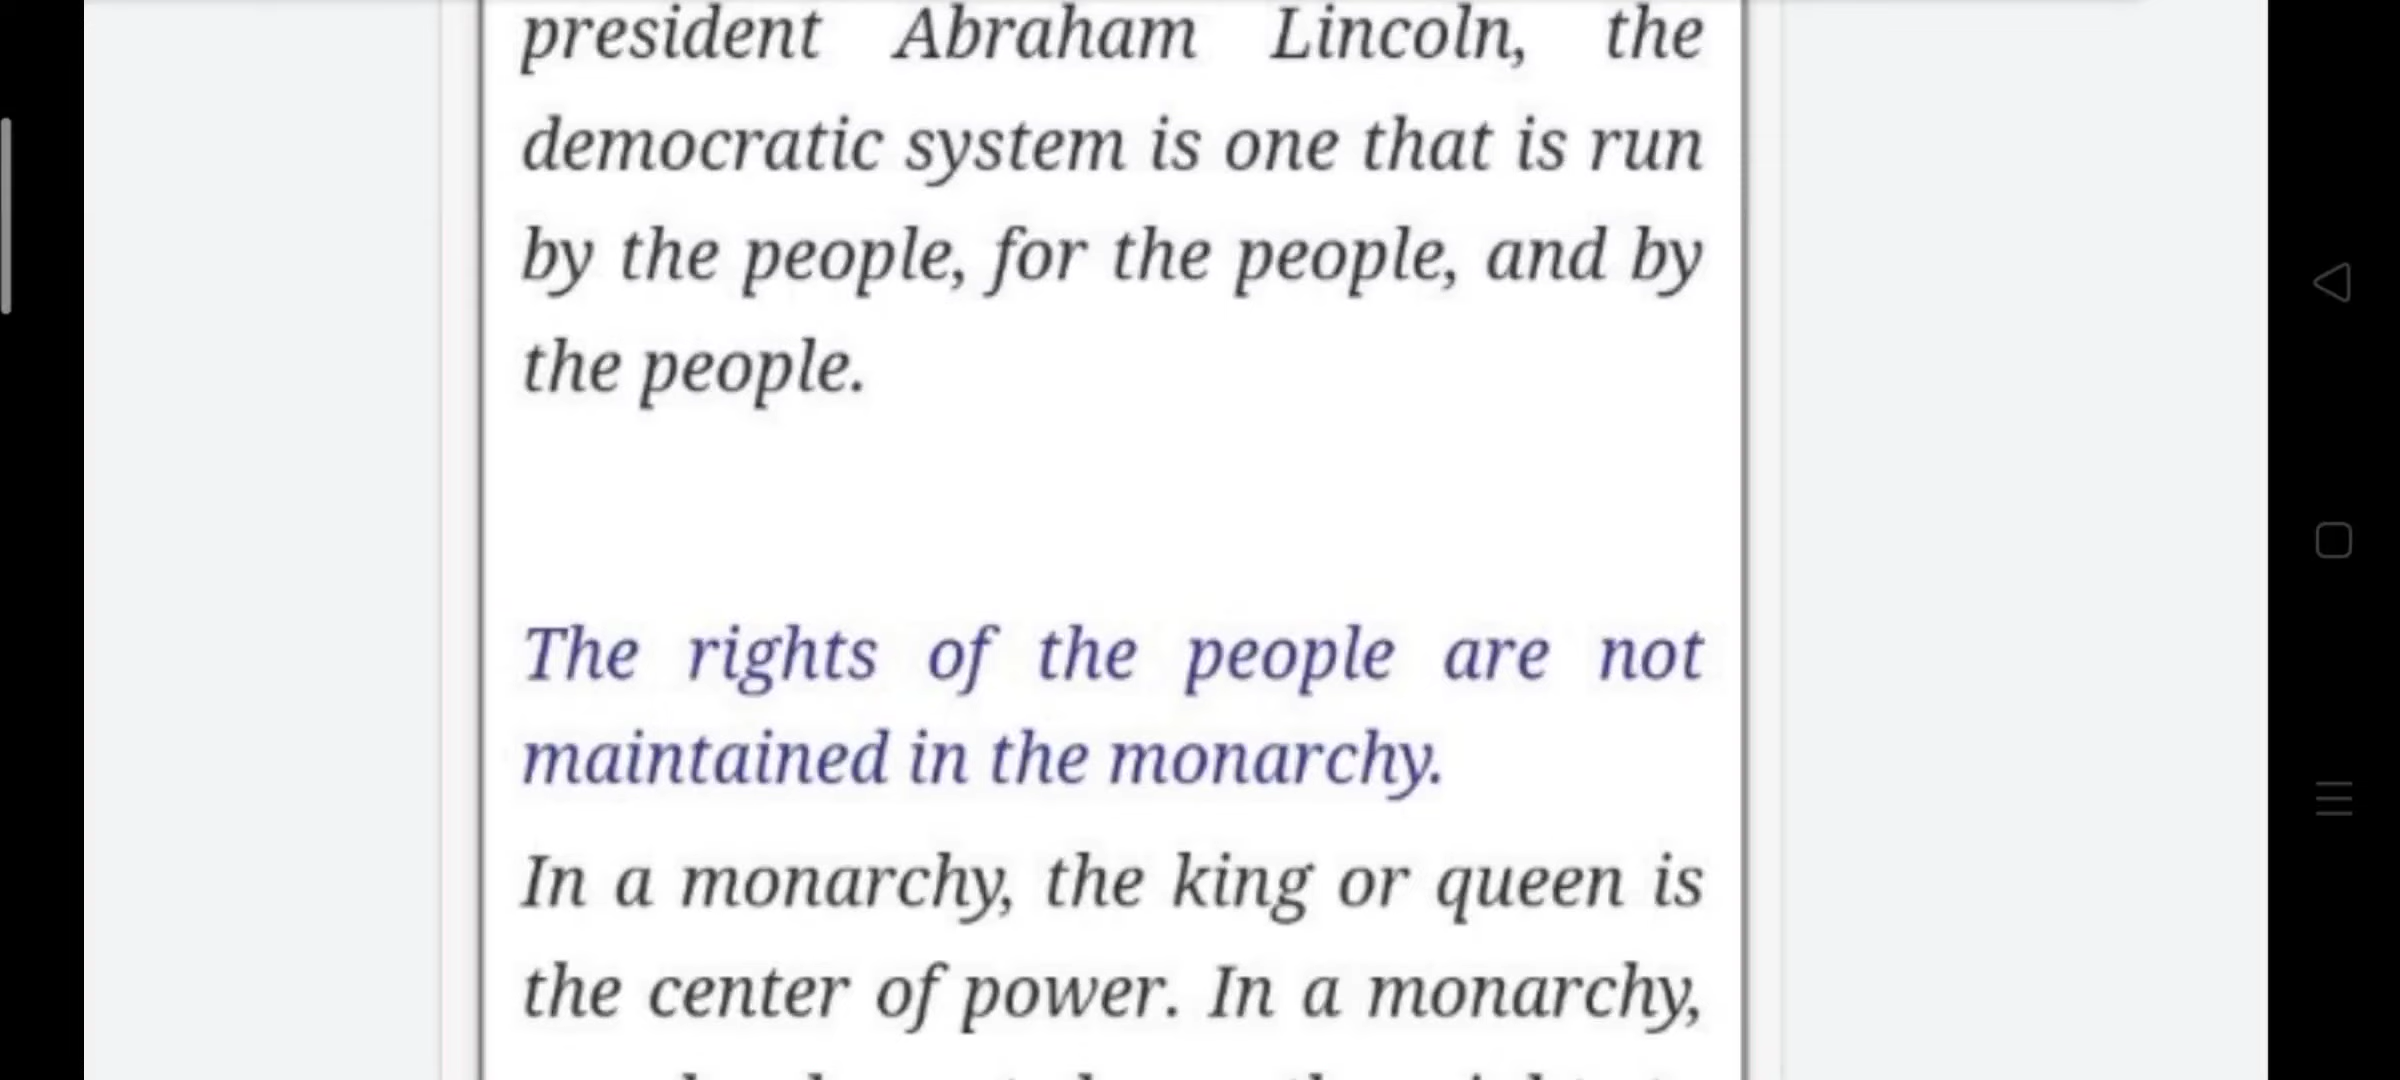 president Abraham Lincoln, the
democratic system is one that is run
by the people, for the people, and by
the people.
The rights of the people are not
maintained in the monarchy.
In a monarchy, the king or queen is
the center of power. In a monarchy,